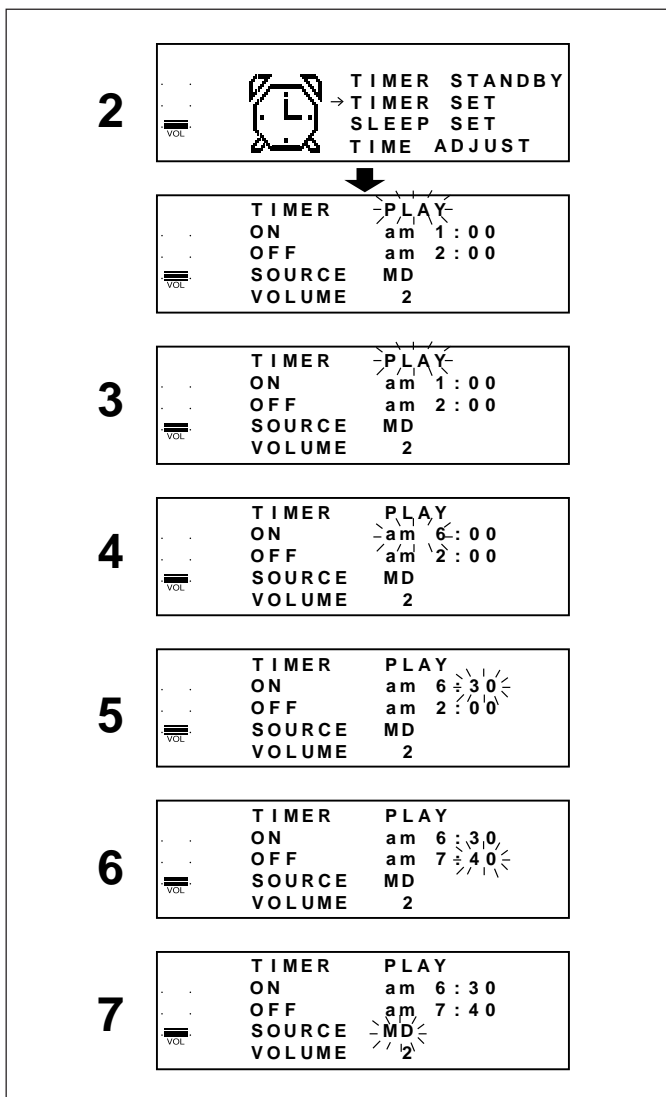 2
TIMER STANDBY
→TIMER SET
SLEEP SET
TIME ADJUST
VOL
TIMER PLAY
ON am 1:00
OFF am 2:00
SOURCE MD
VOL
VOLUME 2
3
TIMER PLAY
ON am 1:00
OFF am 2:00
SOURCE MD
VOL
VOLUME 2
4
TIMER PLAY
ON am 6:00
OFF am 2:00
SOURCE MD
VOL
VOLUME 2
5
TIMER PLAY
ON am 6:30
OFF am 2:00
SOURCE MD
VOL
VOLUME 2
6
TIMER PLAY
ON am 6:30
OFF am 7:40
SOURCE MD
VOL
VOLUME 2
7
TIMER PLAY
ON am 6:30
OFF am 7:40
SOURCE MD
VOL
VOLUME 2